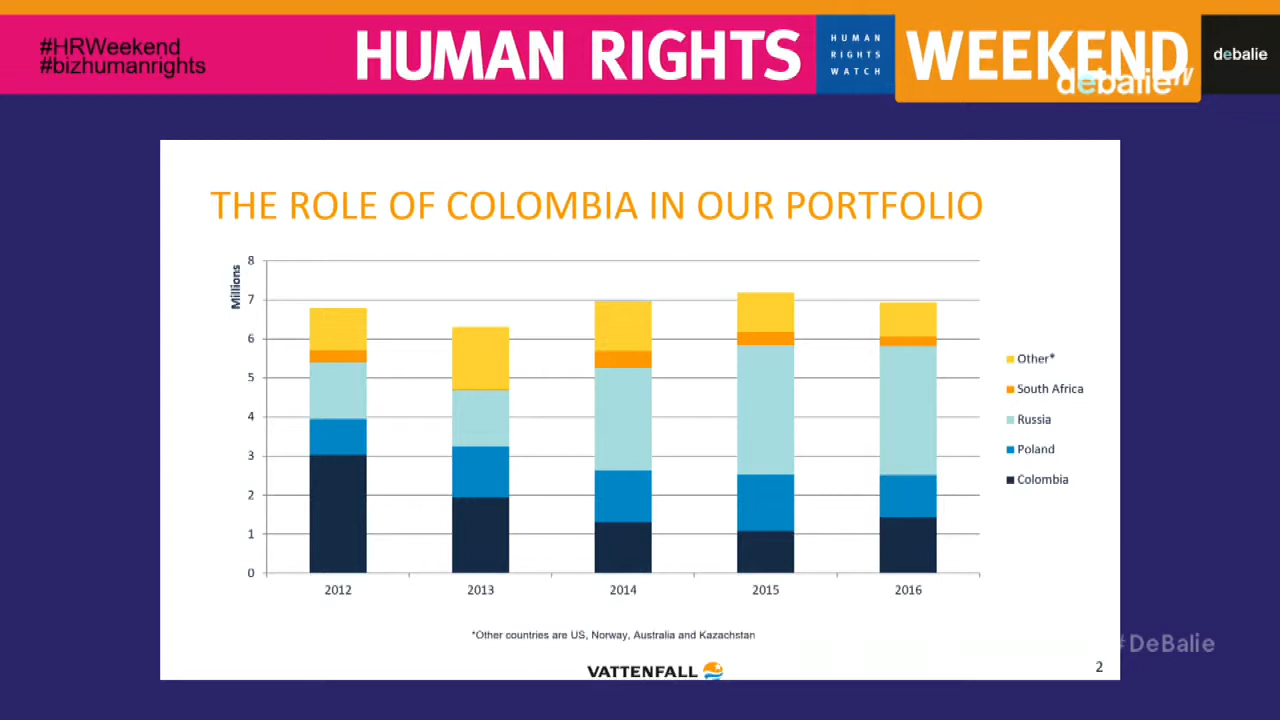 #HRWeekend
#bizhumanrights
HUMAN RIGHTS
HUMAN
RIGHTS
WATCH
WEEKEND
debalie
debalie TV
THE ROLE OF COLOMBIA IN OUR PORTFOLIO
Millions
8
7
6
5
4
3
2
1
0
2012 2013 2014 2015 2016
Other*
South Africa
Russia
Poland
Colombia
*Other countries are US, Norway, Australia and Kazachstan
VATTENFALL
2
#DeBalie